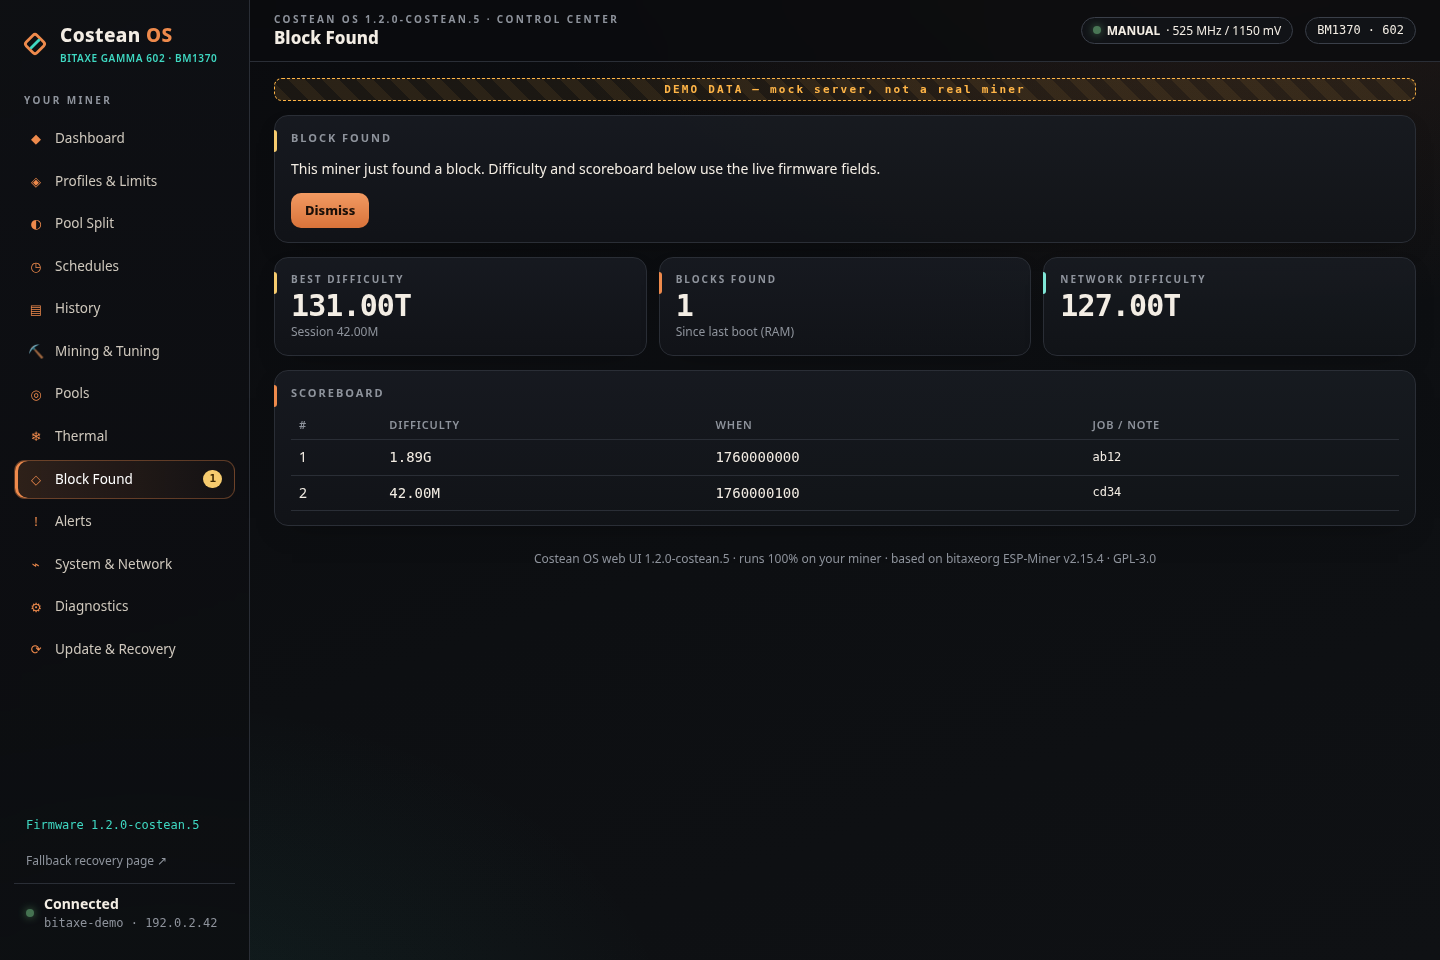 Costean OS
BITAXE GAMMA 602 · BM1370
YOUR MINER
Dashboard
Profiles & Limits
Pool Split
Schedules
History
Mining & Tuning
Pools
Thermal
Block Found 1
Alerts
System & Network
Diagnostics
Update & Recovery
Firmware 1.2.0-costean.5
Fallback recovery page ↗
Connected
bitaxe-demo · 192.0.2.42
COSTEAN OS 1.2.0-COSTEAN.5 · CONTROL CENTER
Block Found
MANUAL · 525 MHz / 1150 mV
BM1370 · 602
DEMO DATA — mock server, not a real miner
BLOCK FOUND
This miner just found a block. Difficulty and scoreboard below use the live firmware fields.
Dismiss
BEST DIFFICULTY
131.00T
Session 42.00M
BLOCKS FOUND
1
Since last boot (RAM)
NETWORK DIFFICULTY
127.00T
SCOREBOARD
# DIFFICULTY WHEN JOB / NOTE
1 1.89G 1760000000 ab12
2 42.00M 1760000100 cd34
Costean OS web UI 1.2.0-costean.5 · runs 100% on your miner · based on bitaxeorg ESP-Miner v2.15.4 · GPL-3.0